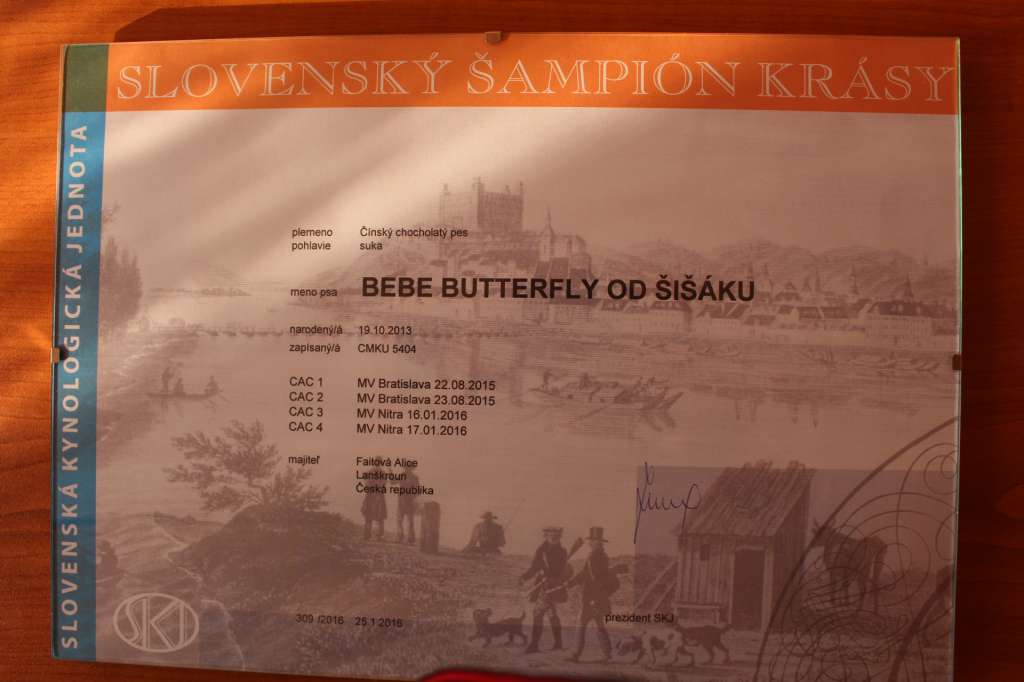 SLOVENSKÝ ŠAMPIÓN KRÁSY
SLOVENSKÁ KYNOLOGICKÁ JEDNOTA
plemeno Čínský chocholatý pes
pohlavie suka
meno psa BEBE BUTTERFLY OD ŠIŠÁKU
narodený/á 19.10.2013
zapísaný/á CMKU 5404
CAC 1 MV Bratislava 22.08.2015
CAC 2 MV Bratislava 23.08.2015
CAC 3 MV Nitra 16.01.2016
CAC 4 MV Nitra 17.01.2016
majiteľ Faitová Alice
Lanškroun
Česká republika
309 /2016 25.1.2016
prezident SKJ
SKJ